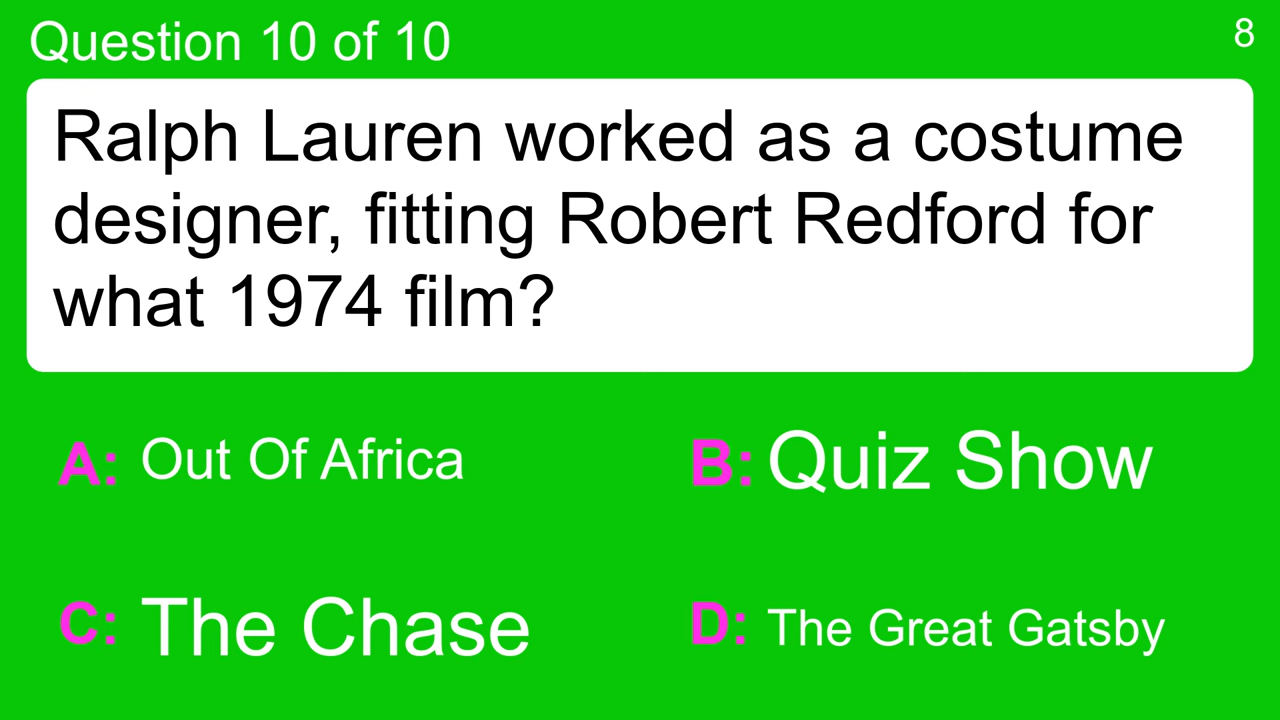 Question 10 of 10
8
Ralph Lauren worked as a costume
designer, fitting Robert Redford for
what 1974 film?
A: Out Of Africa
B: Quiz Show
C: The Chase
D: The Great Gatsby